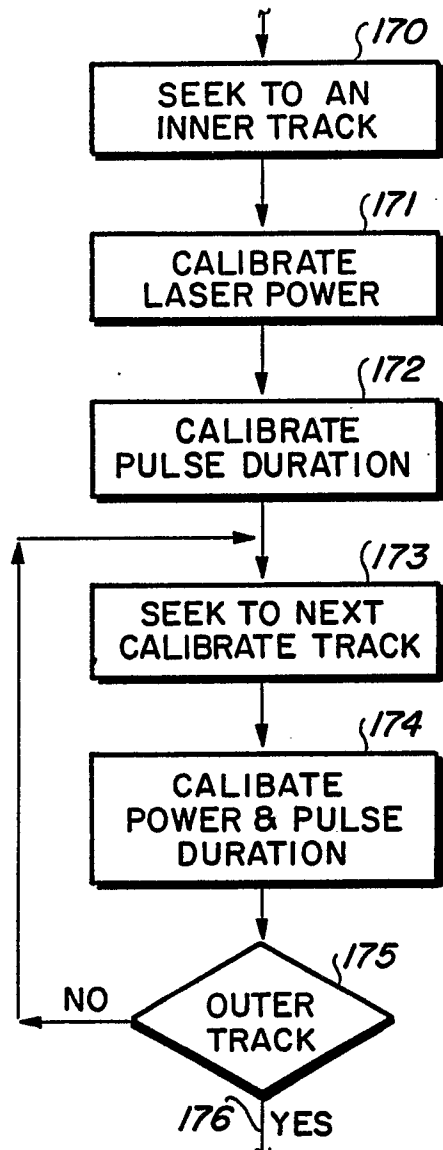 170
SEEK TO AN
INNER TRACK
171
CALIBRATE
LASER POWER
172
CALIBRATE
PULSE DURATION
173
SEEK TO NEXT
CALIBRATE TRACK
174
CALIBATE
POWER & PULSE
DURATION
175
NO
OUTER
TRACK
176
YES